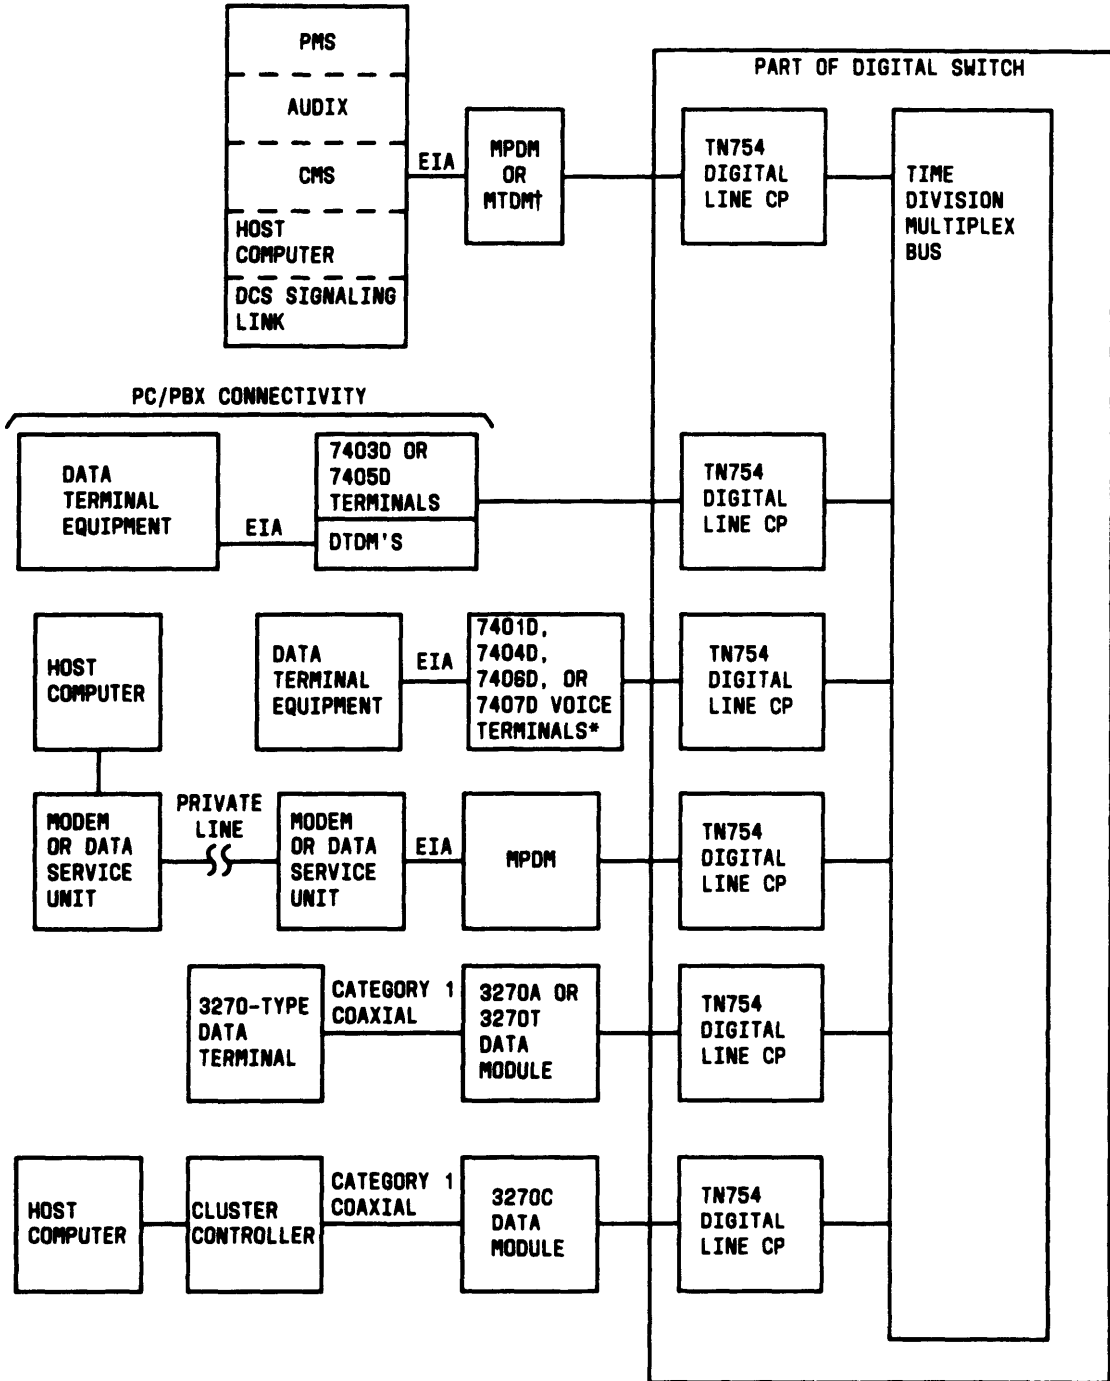 PMS
AUDIX
CMS
HOST
COMPUTER
DCS SIGNALING
LINK
EIA
MPDM
OR
MTDM†
PART OF DIGITAL SWITCH
TN754
DIGITAL
LINE CP
TIME
DIVISION
MULTIPLEX
BUS
PC/PBX CONNECTIVITY
DATA
TERMINAL
EQUIPMENT
EIA
7403D OR
7405D
TERMINALS
DTDM'S
TN754
DIGITAL
LINE CP
HOST
COMPUTER
DATA
TERMINAL
EQUIPMENT
EIA
7401D,
7404D,
7406D, OR
7407D VOICE
TERMINALS*
TN754
DIGITAL
LINE CP
MODEM
OR DATA
SERVICE
UNIT
PRIVATE
LINE
MODEM
OR DATA
SERVICE
UNIT
EIA
MPDM
TN754
DIGITAL
LINE CP
3270-TYPE
DATA
TERMINAL
CATEGORY 1
COAXIAL
3270A OR
3270T
DATA
MODULE
TN754
DIGITAL
LINE CP
HOST
COMPUTER
CLUSTER
CONTROLLER
CATEGORY 1
COAXIAL
3270C
DATA
MODULE
TN754
DIGITAL
LINE CP